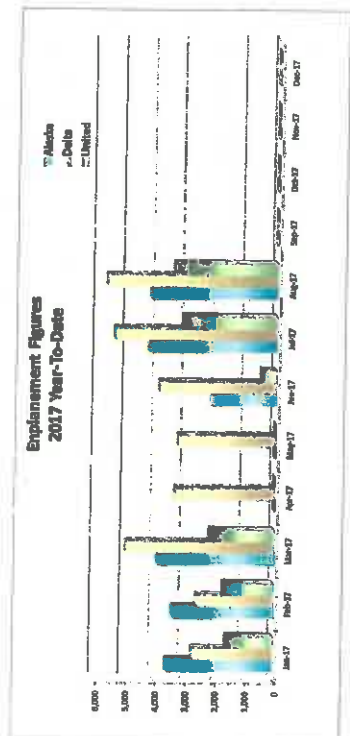 Enplanement Figures
2017 Year-To-Date
Alaska
Delta
United
6,000
5,000
4,000
3,000
2,000
1,000
0
Jan-17
Feb-17
Mar-17
Apr-17
May-17
Jun-17
Jul-17
Aug-17
Sep-17
Oct-17
Nov-17
Dec-17